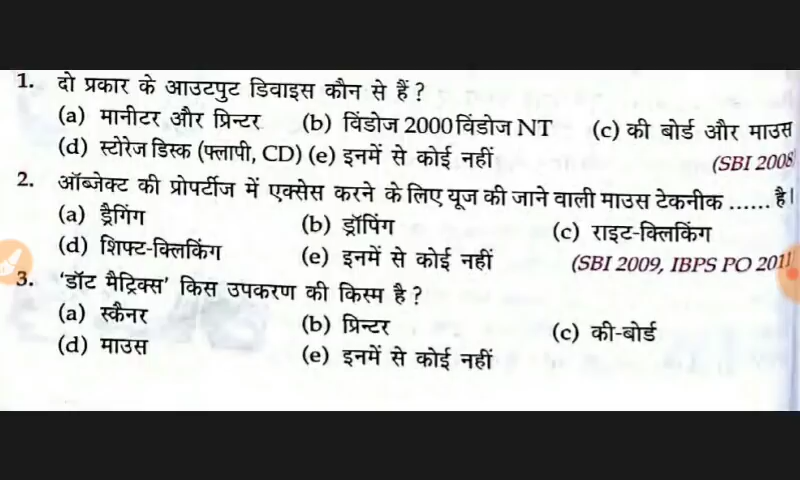 1. दो प्रकार के आउटपुट डिवाइस कौन से हैं ?
(a) मानीटर और प्रिन्टर (b) विंडोज 2000 विंडोज NT (c) की बोर्ड और माउस
(d) स्टोरेज डिस्क (फ्लापी, CD) (e) इनमें से कोई नहीं (SBI 2008
2. ऑब्जेक्ट की प्रोपर्टीज में एक्सेस करने के लिए यूज की जाने वाली माउस टेकनीक ...... है।
(a) ड्रैगिंग (b) ड्रॉपिंग (c) राइट-क्लिकिंग
(d) शिफ्ट-क्लिकिंग (e) इनमें से कोई नहीं (SBI 2009, IBPS PO 2011
3. ‘डॉट मैट्रिक्स’ किस उपकरण की किस्म है ?
(a) स्कैनर (b) प्रिन्टर (c) की-बोर्ड
(d) माउस (e) इनमें से कोई नहीं